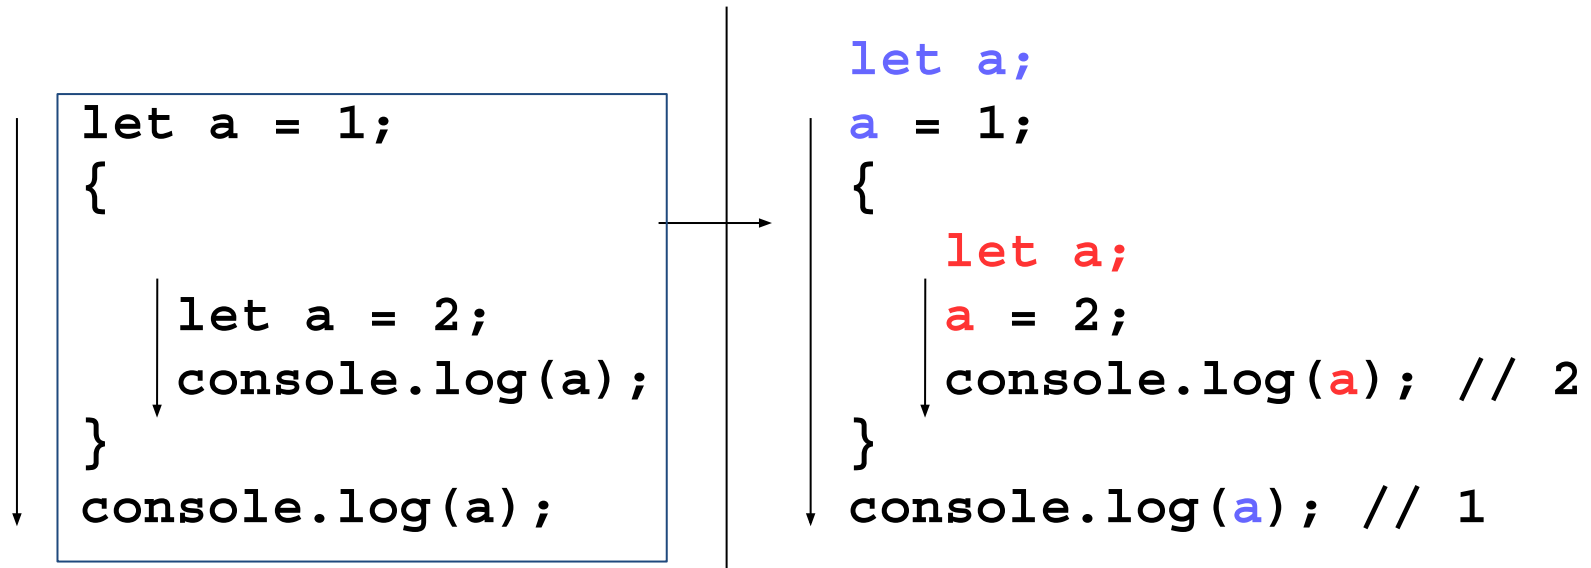 let a = 1;
{
let a = 2;
console.log(a);
}
console.log(a);
let a;
a = 1;
{
let a;
a = 2;
console.log(a); // 2
}
console.log(a); // 1